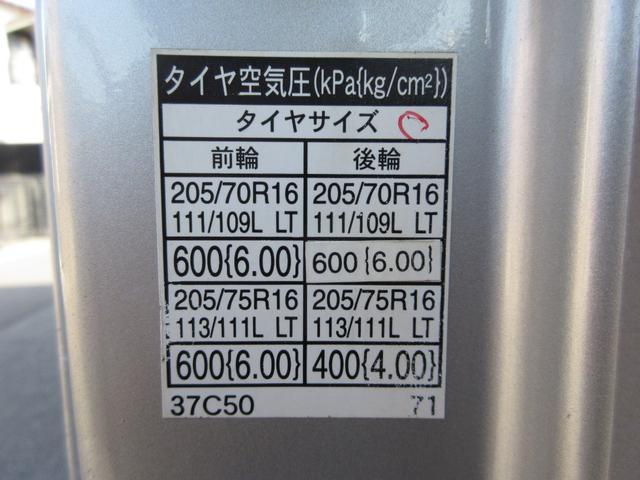 タイヤ空気圧(kPa{kg/cm²})
タイヤサイズ
前輪 後輪
205/70R16 205/70R16
111/109L LT 111/109L LT
600{6.00} 600{6.00}
205/75R16 205/75R16
113/111L LT 113/111L LT
600{6.00} 400{4.00}
37C50 71